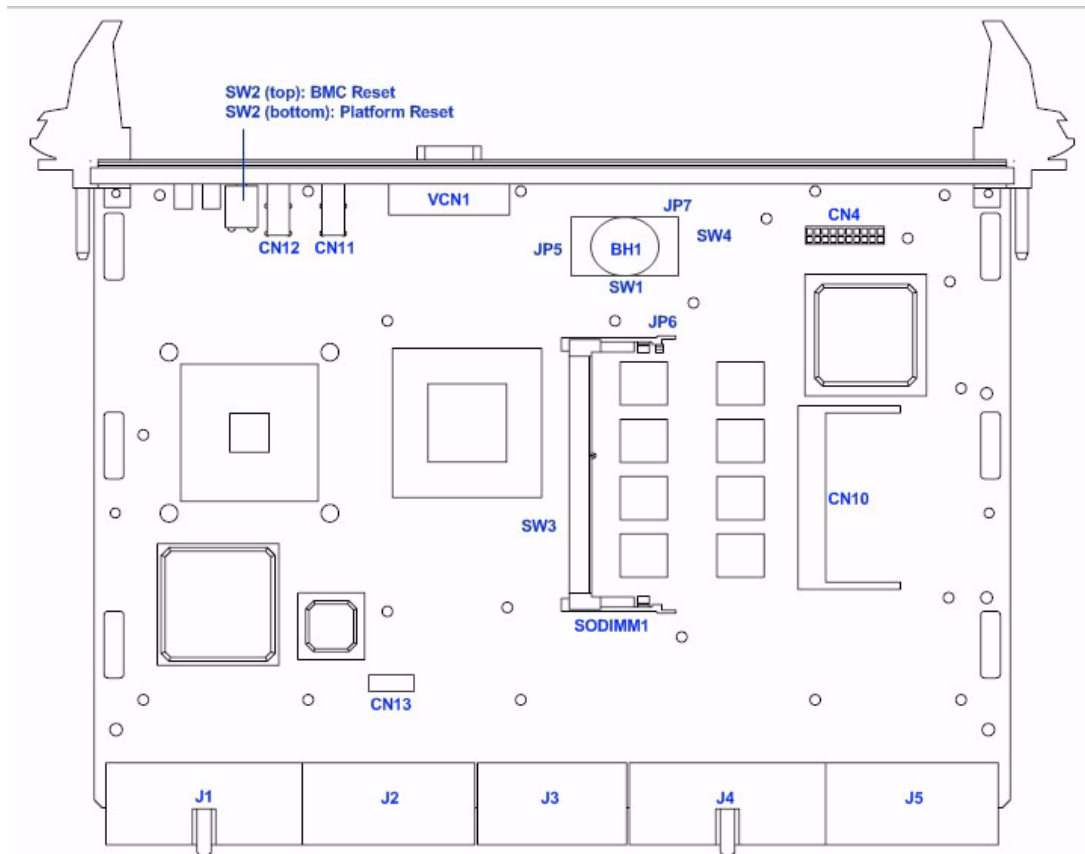 SW2 (top): BMC Reset
SW2 (bottom): Platform Reset
VCN1
JP7
CN4
CN12
CN11
JP5
BH1
SW4
SW1
JP6
CN10
SW3
SODIMM1
CN13
J1
J2
J3
J4
J5